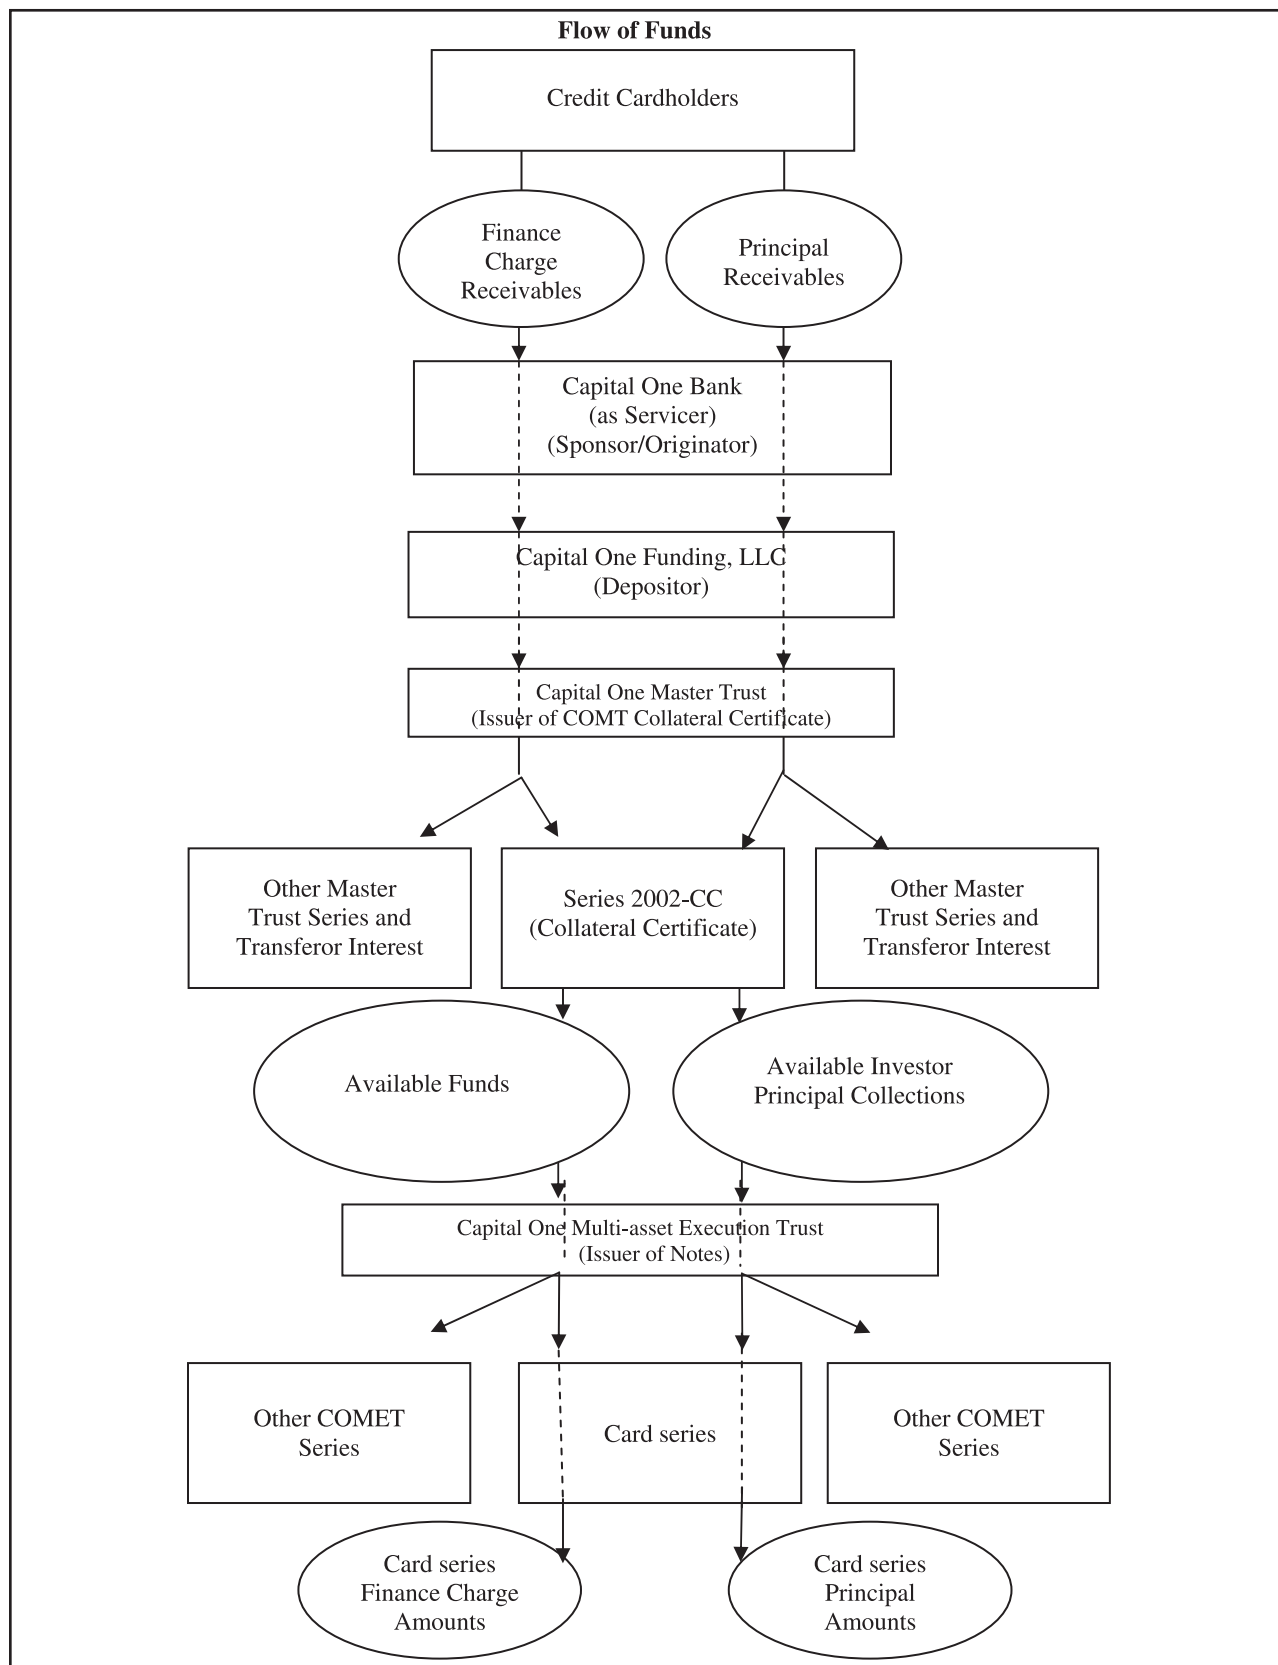 Flow of Funds
Credit Cardholders
Finance
Charge
Receivables
Principal
Receivables
Capital One Bank
(as Servicer)
(Sponsor/Originator)
Capital One Funding, LLC
(Depositor)
Capital One Master Trust
(Issuer of COMT Collateral Certificate)
Other Master
Trust Series and
Transferor Interest
Series 2002-CC
(Collateral Certificate)
Other Master
Trust Series and
Transferor Interest
Available Funds
Available Investor
Principal Collections
Capital One Multi-asset Execution Trust
(Issuer of Notes)
Other COMET
Series
Card series
Other COMET
Series
Card series
Finance Charge
Amounts
Card series
Principal
Amounts